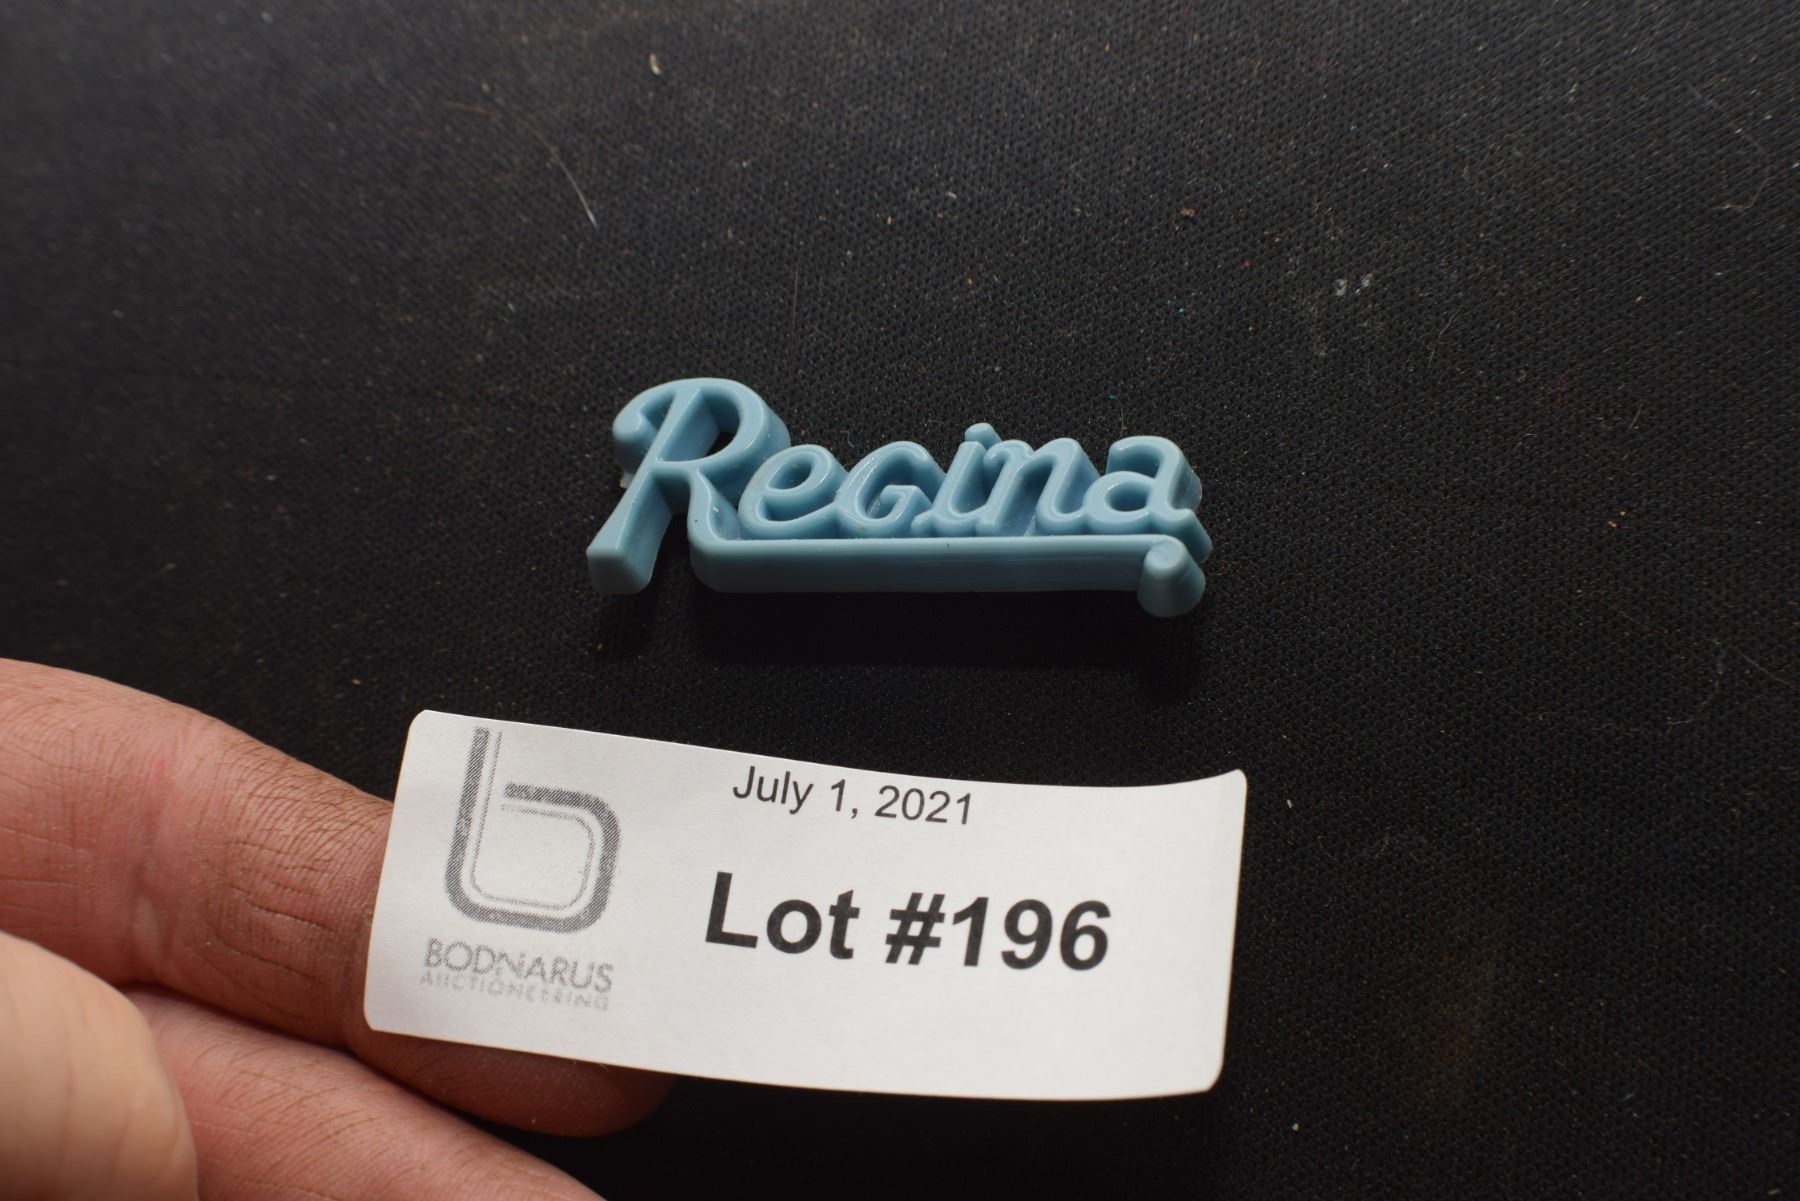 Regina
July 1, 2021
Lot #196
BODNARUS
AUCTIONEERING